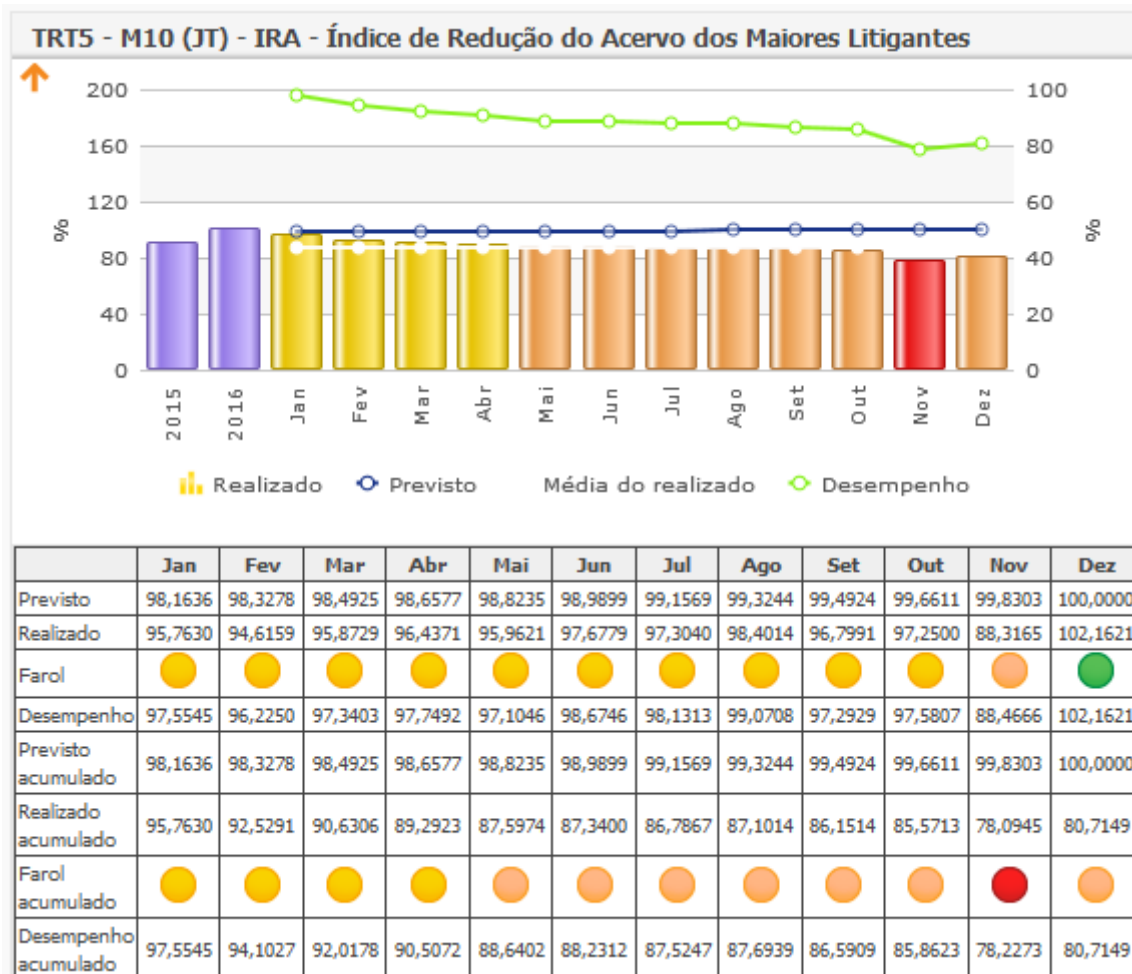 TRT5 - M10 (JT) - IRA - Índice de Redução do Acervo dos Maiores Litigantes
200 100
160 80
120 60
80 40
40 20
0 0
% %
2015 2016 Jan Fev Mar Abr Mai Jun Jul Ago Set Out Nov Dez
Realizado Previsto Média do realizado Desempenho
Jan Fev Mar Abr Mai Jun Jul Ago Set Out Nov Dez
Previsto 98,1636 98,3278 98,4925 98,6577 98,8235 98,9899 99,1569 99,3244 99,4924 99,6611 99,8303 100,0000
Realizado 95,7630 94,6159 95,8729 96,4371 95,9621 97,6779 97,3040 98,4014 96,7991 97,2500 88,3165 102,1621
Farol
Desempenho 97,5545 96,2250 97,3403 97,7492 97,1046 98,6746 98,1313 99,0708 97,2929 97,5807 88,4666 102,1621
Previsto
acumulado 98,1636 98,3278 98,4925 98,6577 98,8235 98,9899 99,1569 99,3244 99,4924 99,6611 99,8303 100,0000
Realizado
acumulado 95,7630 92,5291 90,6306 89,2923 87,5974 87,3400 86,7867 87,1014 86,1514 85,5713 78,0945 80,7149
Farol
acumulado
Desempenho
acumulado 97,5545 94,1027 92,0178 90,5072 88,6402 88,2312 87,5247 87,6939 86,5909 85,8623 78,2273 80,7149